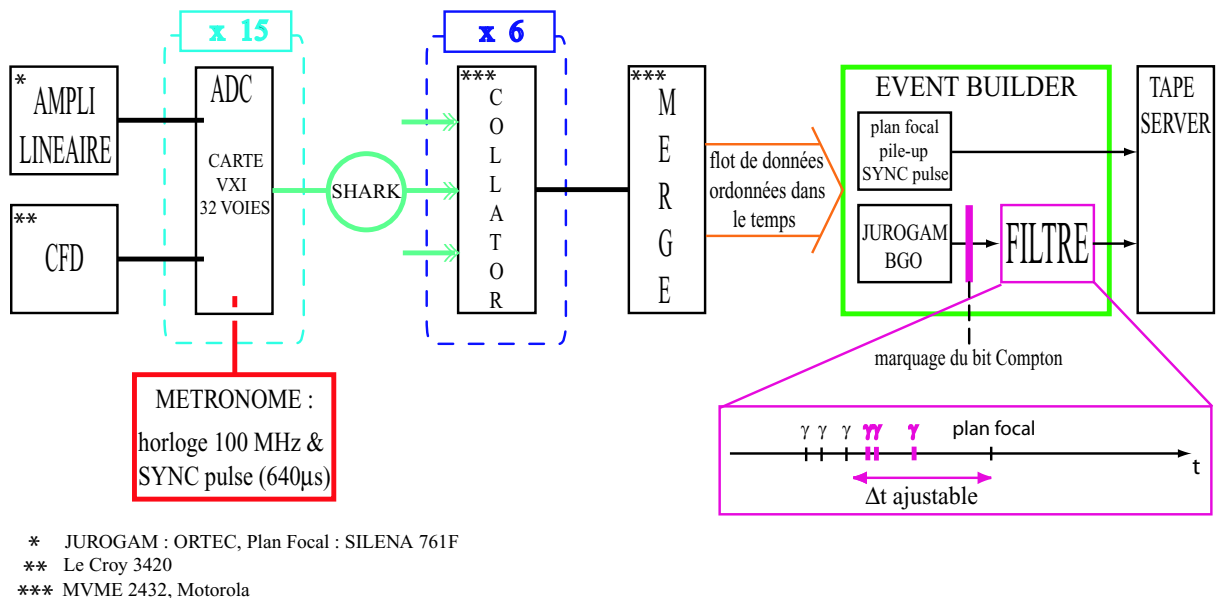 x 15
x 6
*
AMPLI
LINEAIRE
**
CFD
ADC
CARTE
VXI
32 VOIES
SHARK
***
C
O
L
L
A
T
O
R
***
M
E
R
G
E
flot de données
ordonnées dans
le temps
EVENT BUILDER
plan focal
pile-up
SYNC pulse
JUROGAM
BGO
FILTRE
TAPE
SERVER
marquage du bit Compton
METRONOME :
horloge 100 MHz &
SYNC pulse (640μs)
γ γ γ γγ γ plan focal
t
Δt ajustable
* JUROGAM : ORTEC, Plan Focal : SILENA 761F
** Le Croy 3420
*** MVME 2432, Motorola